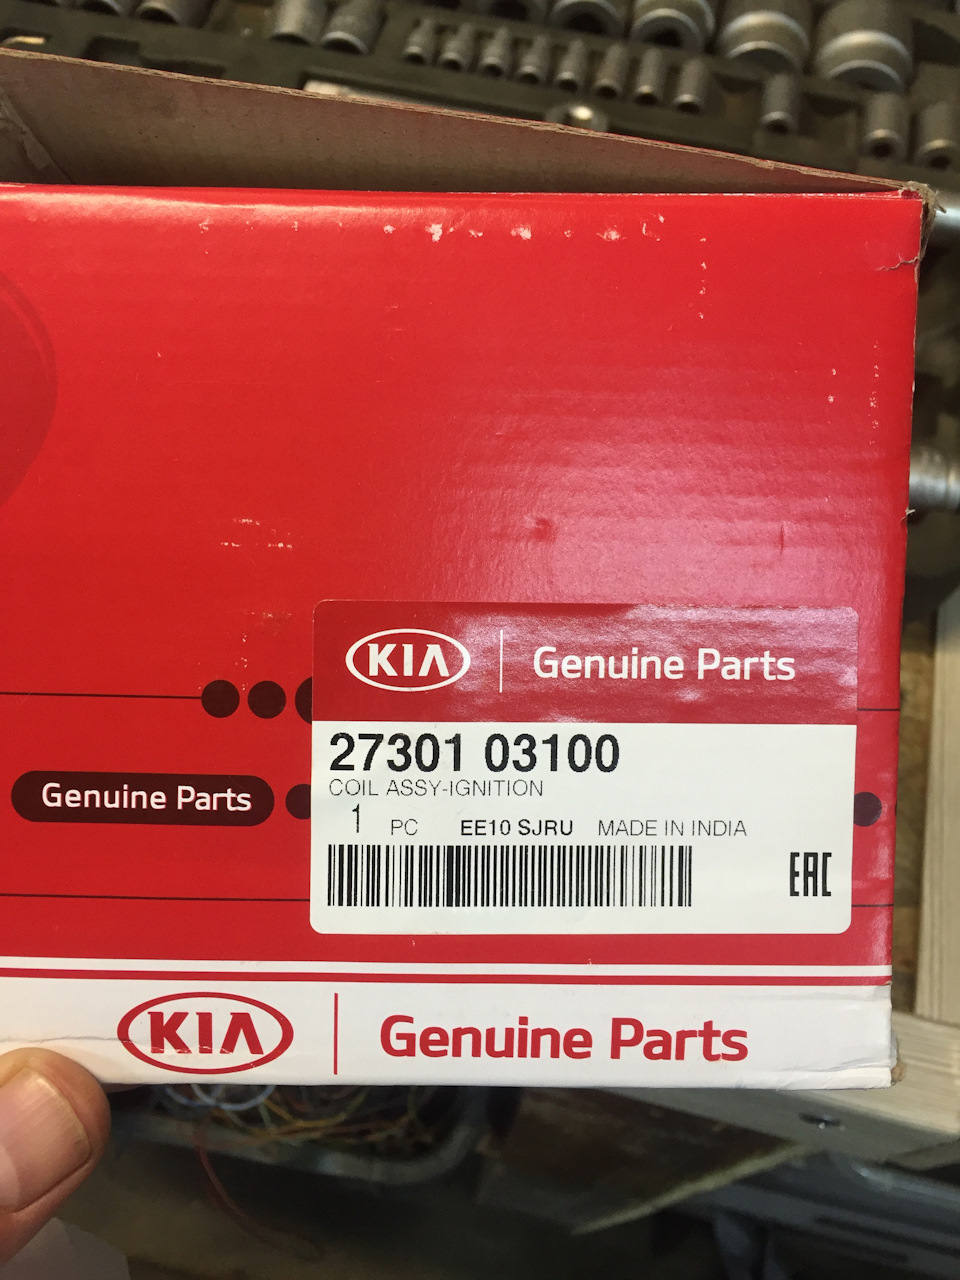 KIA Genuine Parts
27301 03100
COIL ASSY-IGNITION
1 PC EE10 SJRU MADE IN INDIA
EAC
Genuine Parts
KIA Genuine Parts